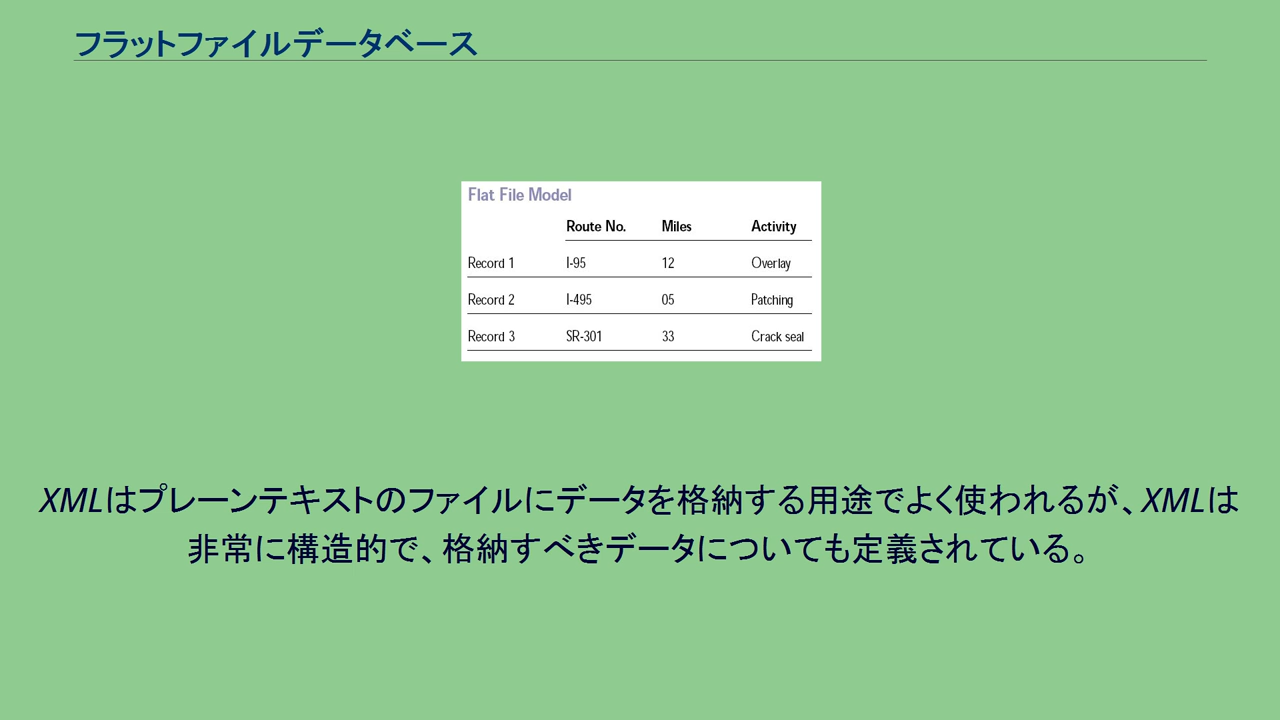 フラットファイルデータベース
Flat File Model
Route No. Miles Activity
Record 1 I-95 12 Overlay
Record 2 I-495 05 Patching
Record 3 SR-301 33 Crack seal
XMLはプレーンテキストのファイルにデータを格納する用途でよく使われるが、XMLは
非常に構造的で、格納すべきデータについても定義されている。